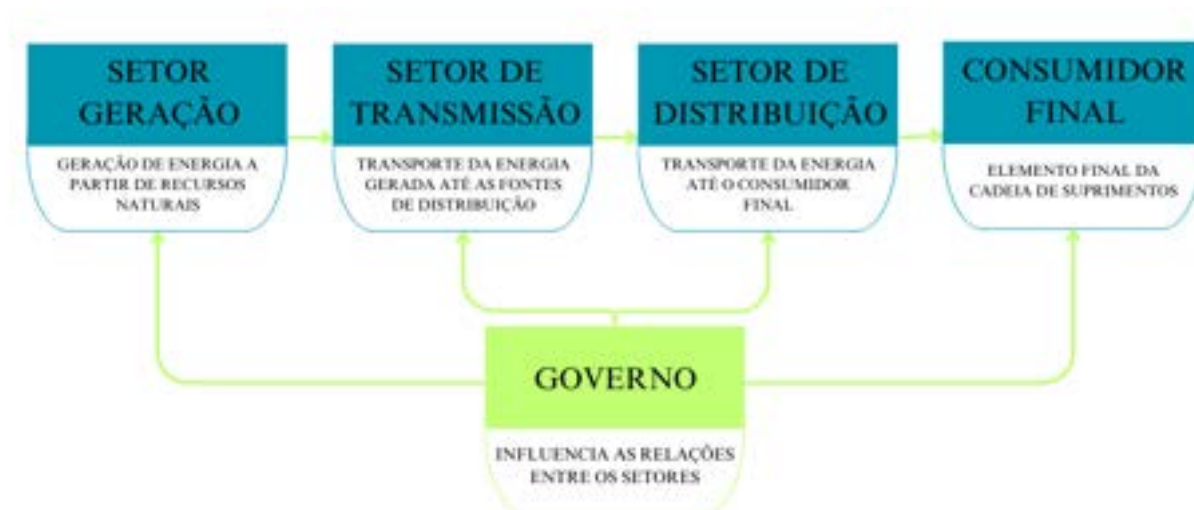 SETOR
GERAÇÃO
GERAÇÃO DE ENERGIA A
PARTIR DE RECURSOS
NATURAIS
SETOR DE
TRANSMISSÃO
TRANSPORTE DA ENERGIA
GERADA ATÉ AS FONTES
DE DISTRIBUIÇÃO
SETOR DE
DISTRIBUIÇÃO
TRANSPORTE DA ENERGIA
ATÉ O CONSUMIDOR
FINAL
CONSUMIDOR
FINAL
ELEMENTO FINAL DA
CADEIA DE SUPRIMENTOS
GOVERNO
INFLUENCIA AS RELAÇÕES
ENTRE OS SETORES